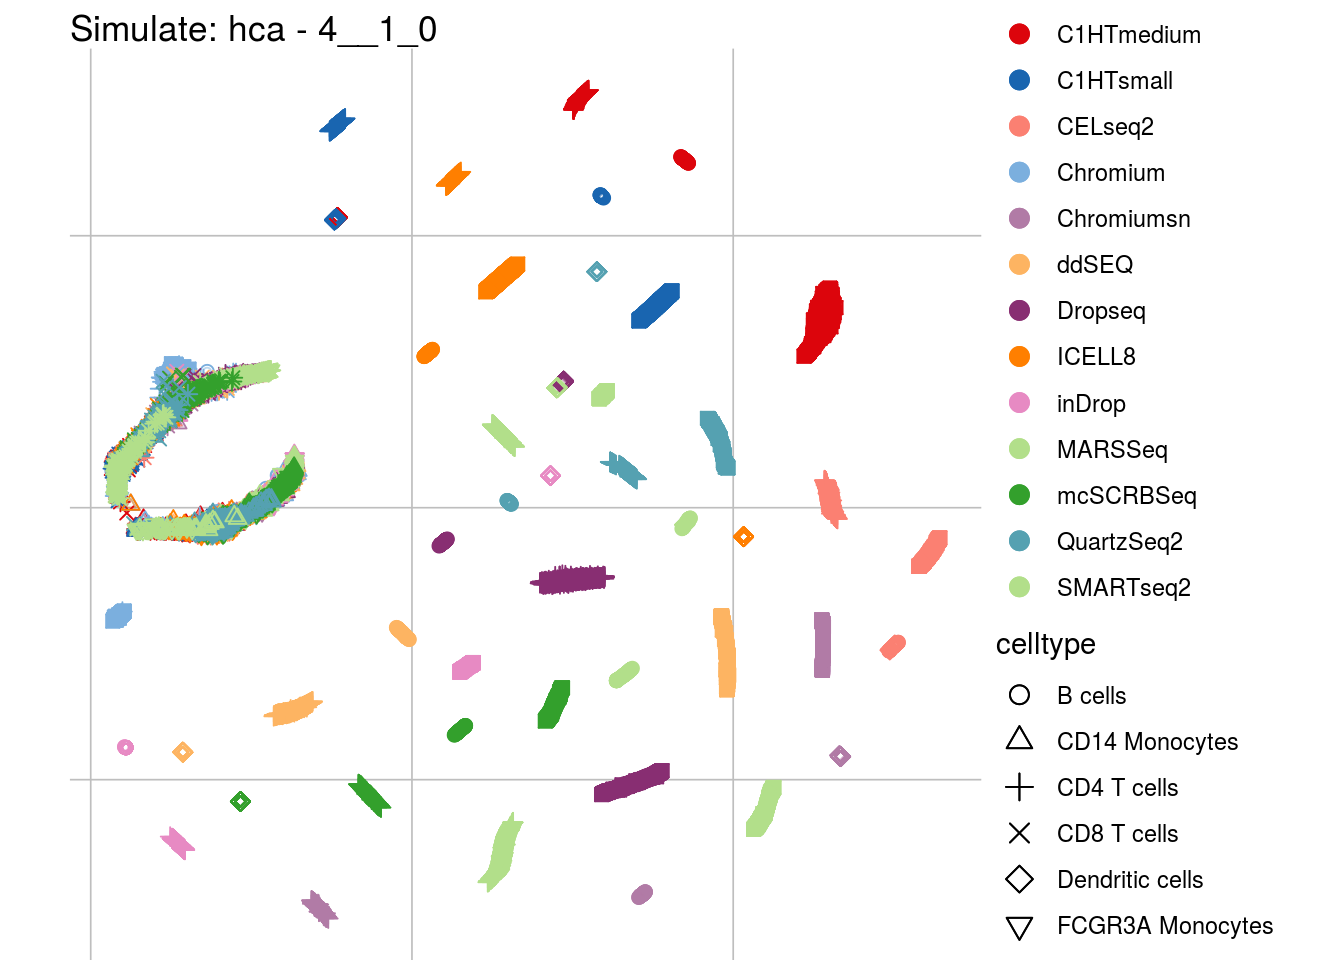 Simulate: hca - 4__1_0
C1HTmedium
C1HTsmall
CELseq2
Chromium
Chromiumsn
ddSEQ
Dropseq
ICELL8
inDrop
MARSSeq
mcSCRBSeq
QuartzSeq2
SMARTseq2
celltype
B cells
CD14 Monocytes
CD4 T cells
CD8 T cells
Dendritic cells
FCGR3A Monocytes